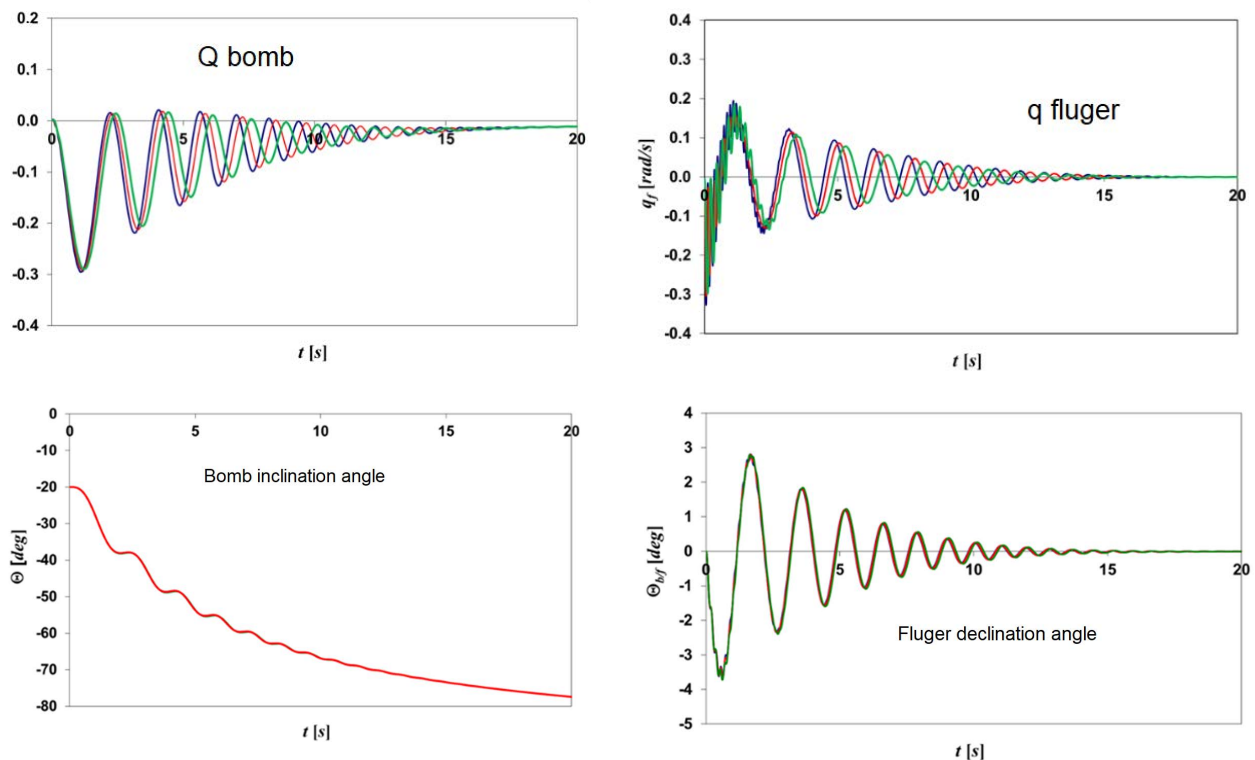 0.2
0.1
0.0
-0.1
-0.2
-0.3
-0.4
Q bomb
0 5 10 15 20
t [s]
0.4
0.3
0.2
0.1
0.0
-0.1
-0.2
-0.3
-0.4
q_f [rad/s]
q fluger
0 5 10 15 20
t [s]
0
-10
-20
-30
-40
-50
-60
-70
-80
Θ [deg]
0 5 10 15 20
Bomb inclination angle
t [s]
4
3
2
1
0
-1
-2
-3
-4
-5
Θ_b/f [deg]
0 5 10 15 20
Fluger declination angle
t [s]